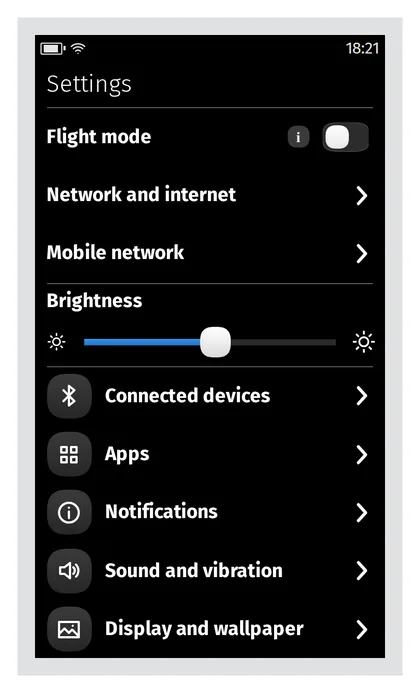 18:21
Settings
Flight mode
i
Network and internet
Mobile network
Brightness
Connected devices
Apps
Notifications
Sound and vibration
Display and wallpaper